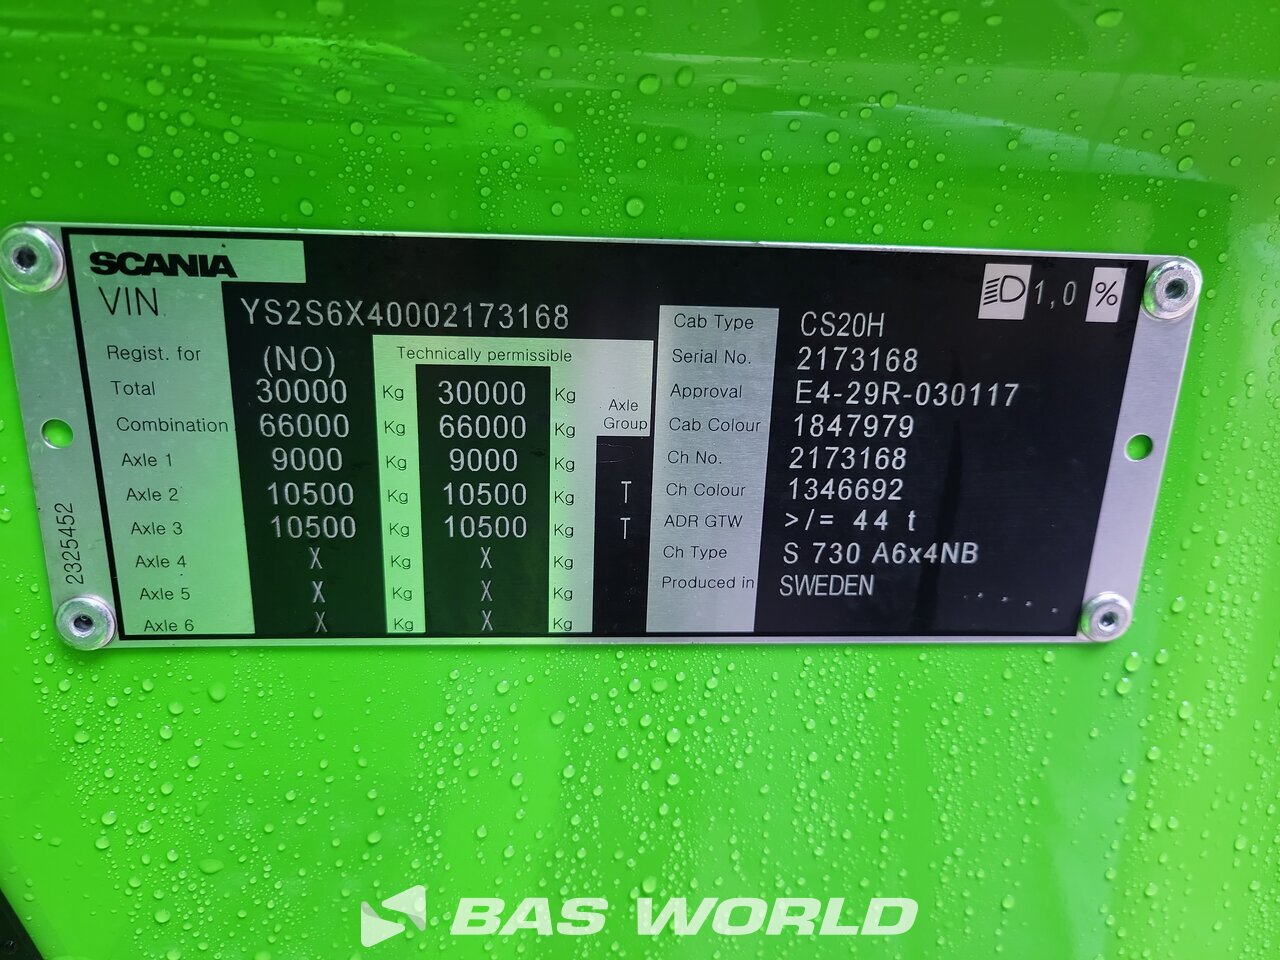 SCANIA
VIN YS2S6X40002173168
1,0 %
Regist. for (NO)
Technically permissible
Total 30000 Kg 30000 Kg
Axle Group
Combination 66000 Kg 66000 Kg
Axle 1 9000 Kg 9000 Kg
Axle 2 10500 Kg 10500 Kg T
Axle 3 10500 Kg 10500 Kg T
Axle 4 X Kg X Kg
Axle 5 X Kg X Kg
Axle 6 X Kg X Kg
Cab Type CS20H
Serial No. 2173168
Approval E4-29R-030117
Cab Colour 1847979
Ch No. 2173168
Ch Colour 1346692
ADR GTW >/= 44 t
Ch Type S 730 A6x4NB
Produced in SWEDEN
2325452
BAS WORLD